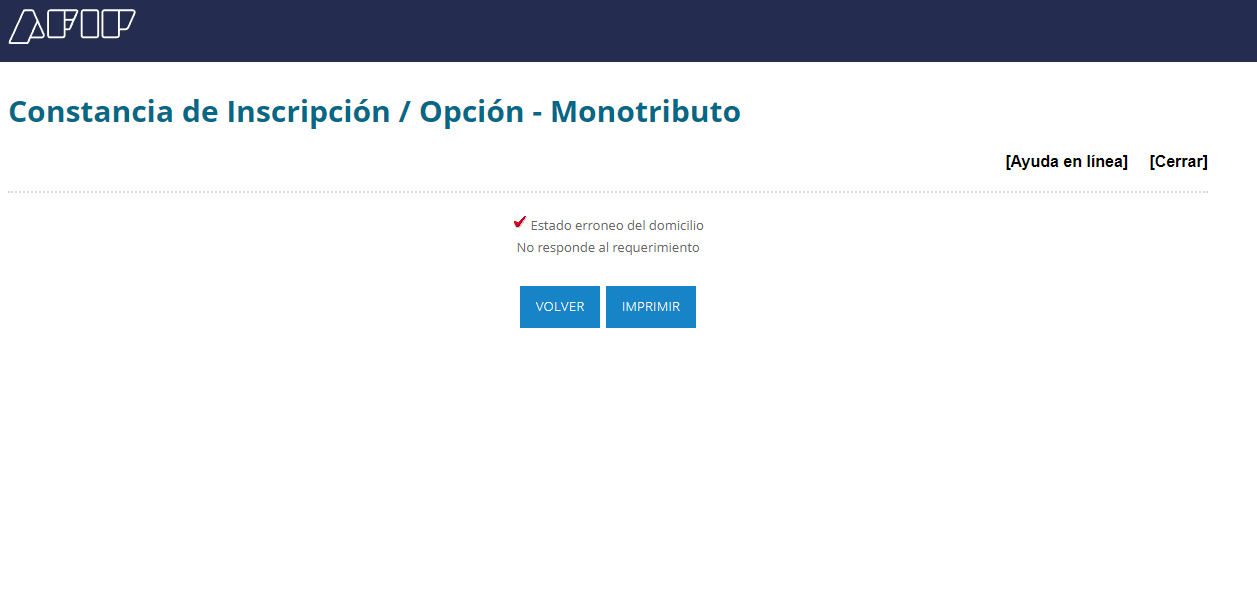 AFIP
Constancia de Inscripción / Opción - Monotributo
[Ayuda en línea] [Cerrar]
Estado erroneo del domicilio
No responde al requerimiento
VOLVER IMPRIMIR